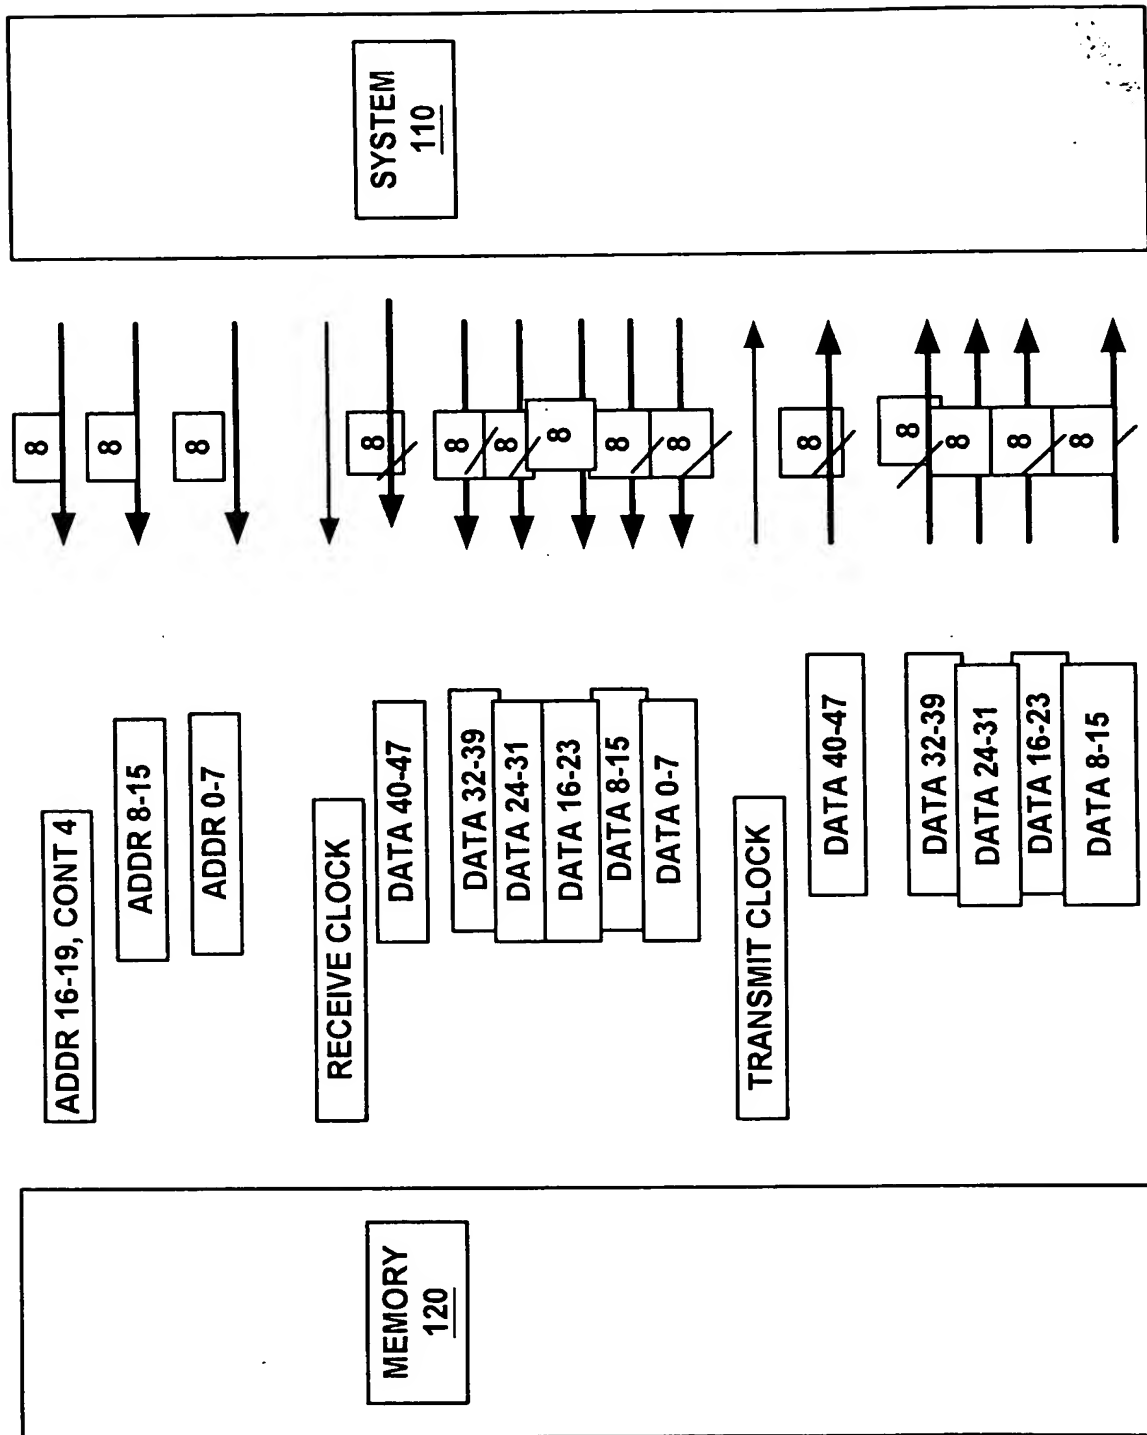 SYSTEM
110
8
8
8
8
8
8
8
8
8
8
8
8
8
ADDR 16-19, CONT 4
ADDR 8-15
ADDR 0-7
RECEIVE CLOCK
DATA 40-47
DATA 32-39
DATA 24-31
DATA 16-23
DATA 8-15
DATA 0-7
TRANSMIT CLOCK
DATA 40-47
DATA 32-39
DATA 24-31
DATA 16-23
DATA 8-15
MEMORY
120